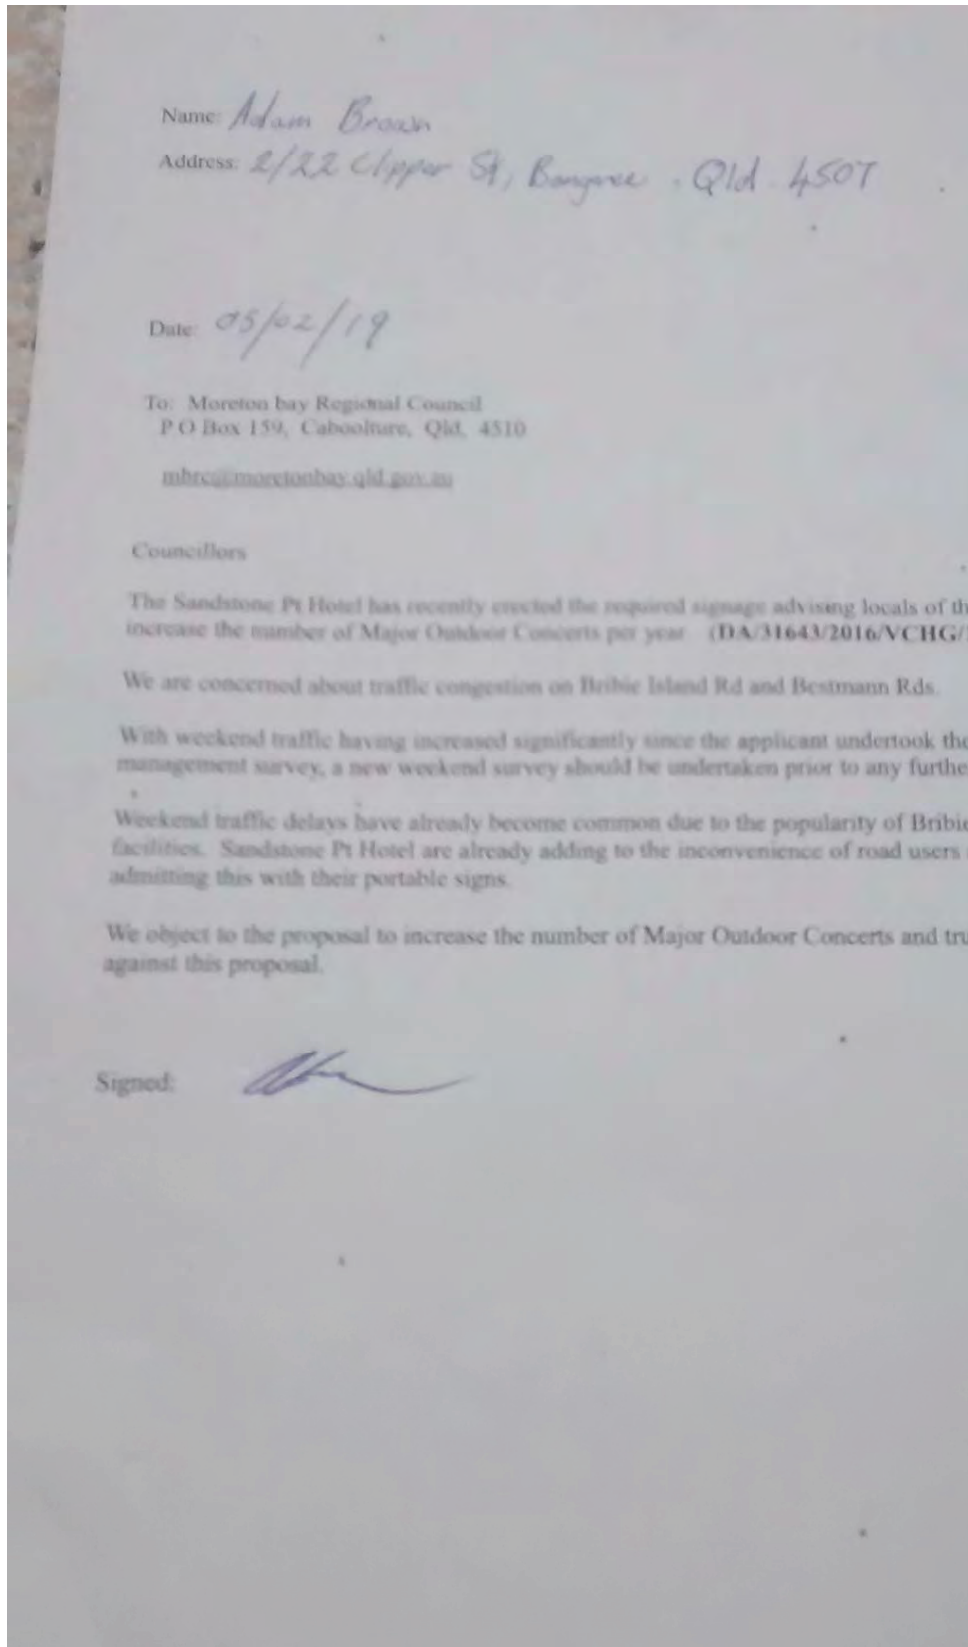 Name: Adam Brown
Address: 2/22 Clipper St, Bongaree . Qld . 4507
Date: 05/02/19
To: Moreton bay Regional Council
P O Box 159, Caboolture, Qld, 4510
mbrc@moretonbay.qld.gov.au
Councillors
The Sandstone Pt Hotel has recently erected the required signage advising locals of th
increase the number of Major Outdoor Concerts per year (DA/31643/2016/VCHG/
We are concerned about traffic congestion on Bribie Island Rd and Bestmann Rds.
With weekend traffic having increased significantly since the applicant undertook the
management survey, a new weekend survey should be undertaken prior to any furthe
Weekend traffic delays have already become common due to the popularity of Bribie
facilities. Sandstone Pt Hotel are already adding to the inconvenience of road users
admitting this with their portable signs.
We object to the proposal to increase the number of Major Outdoor Concerts and tru
against this proposal.
Signed: